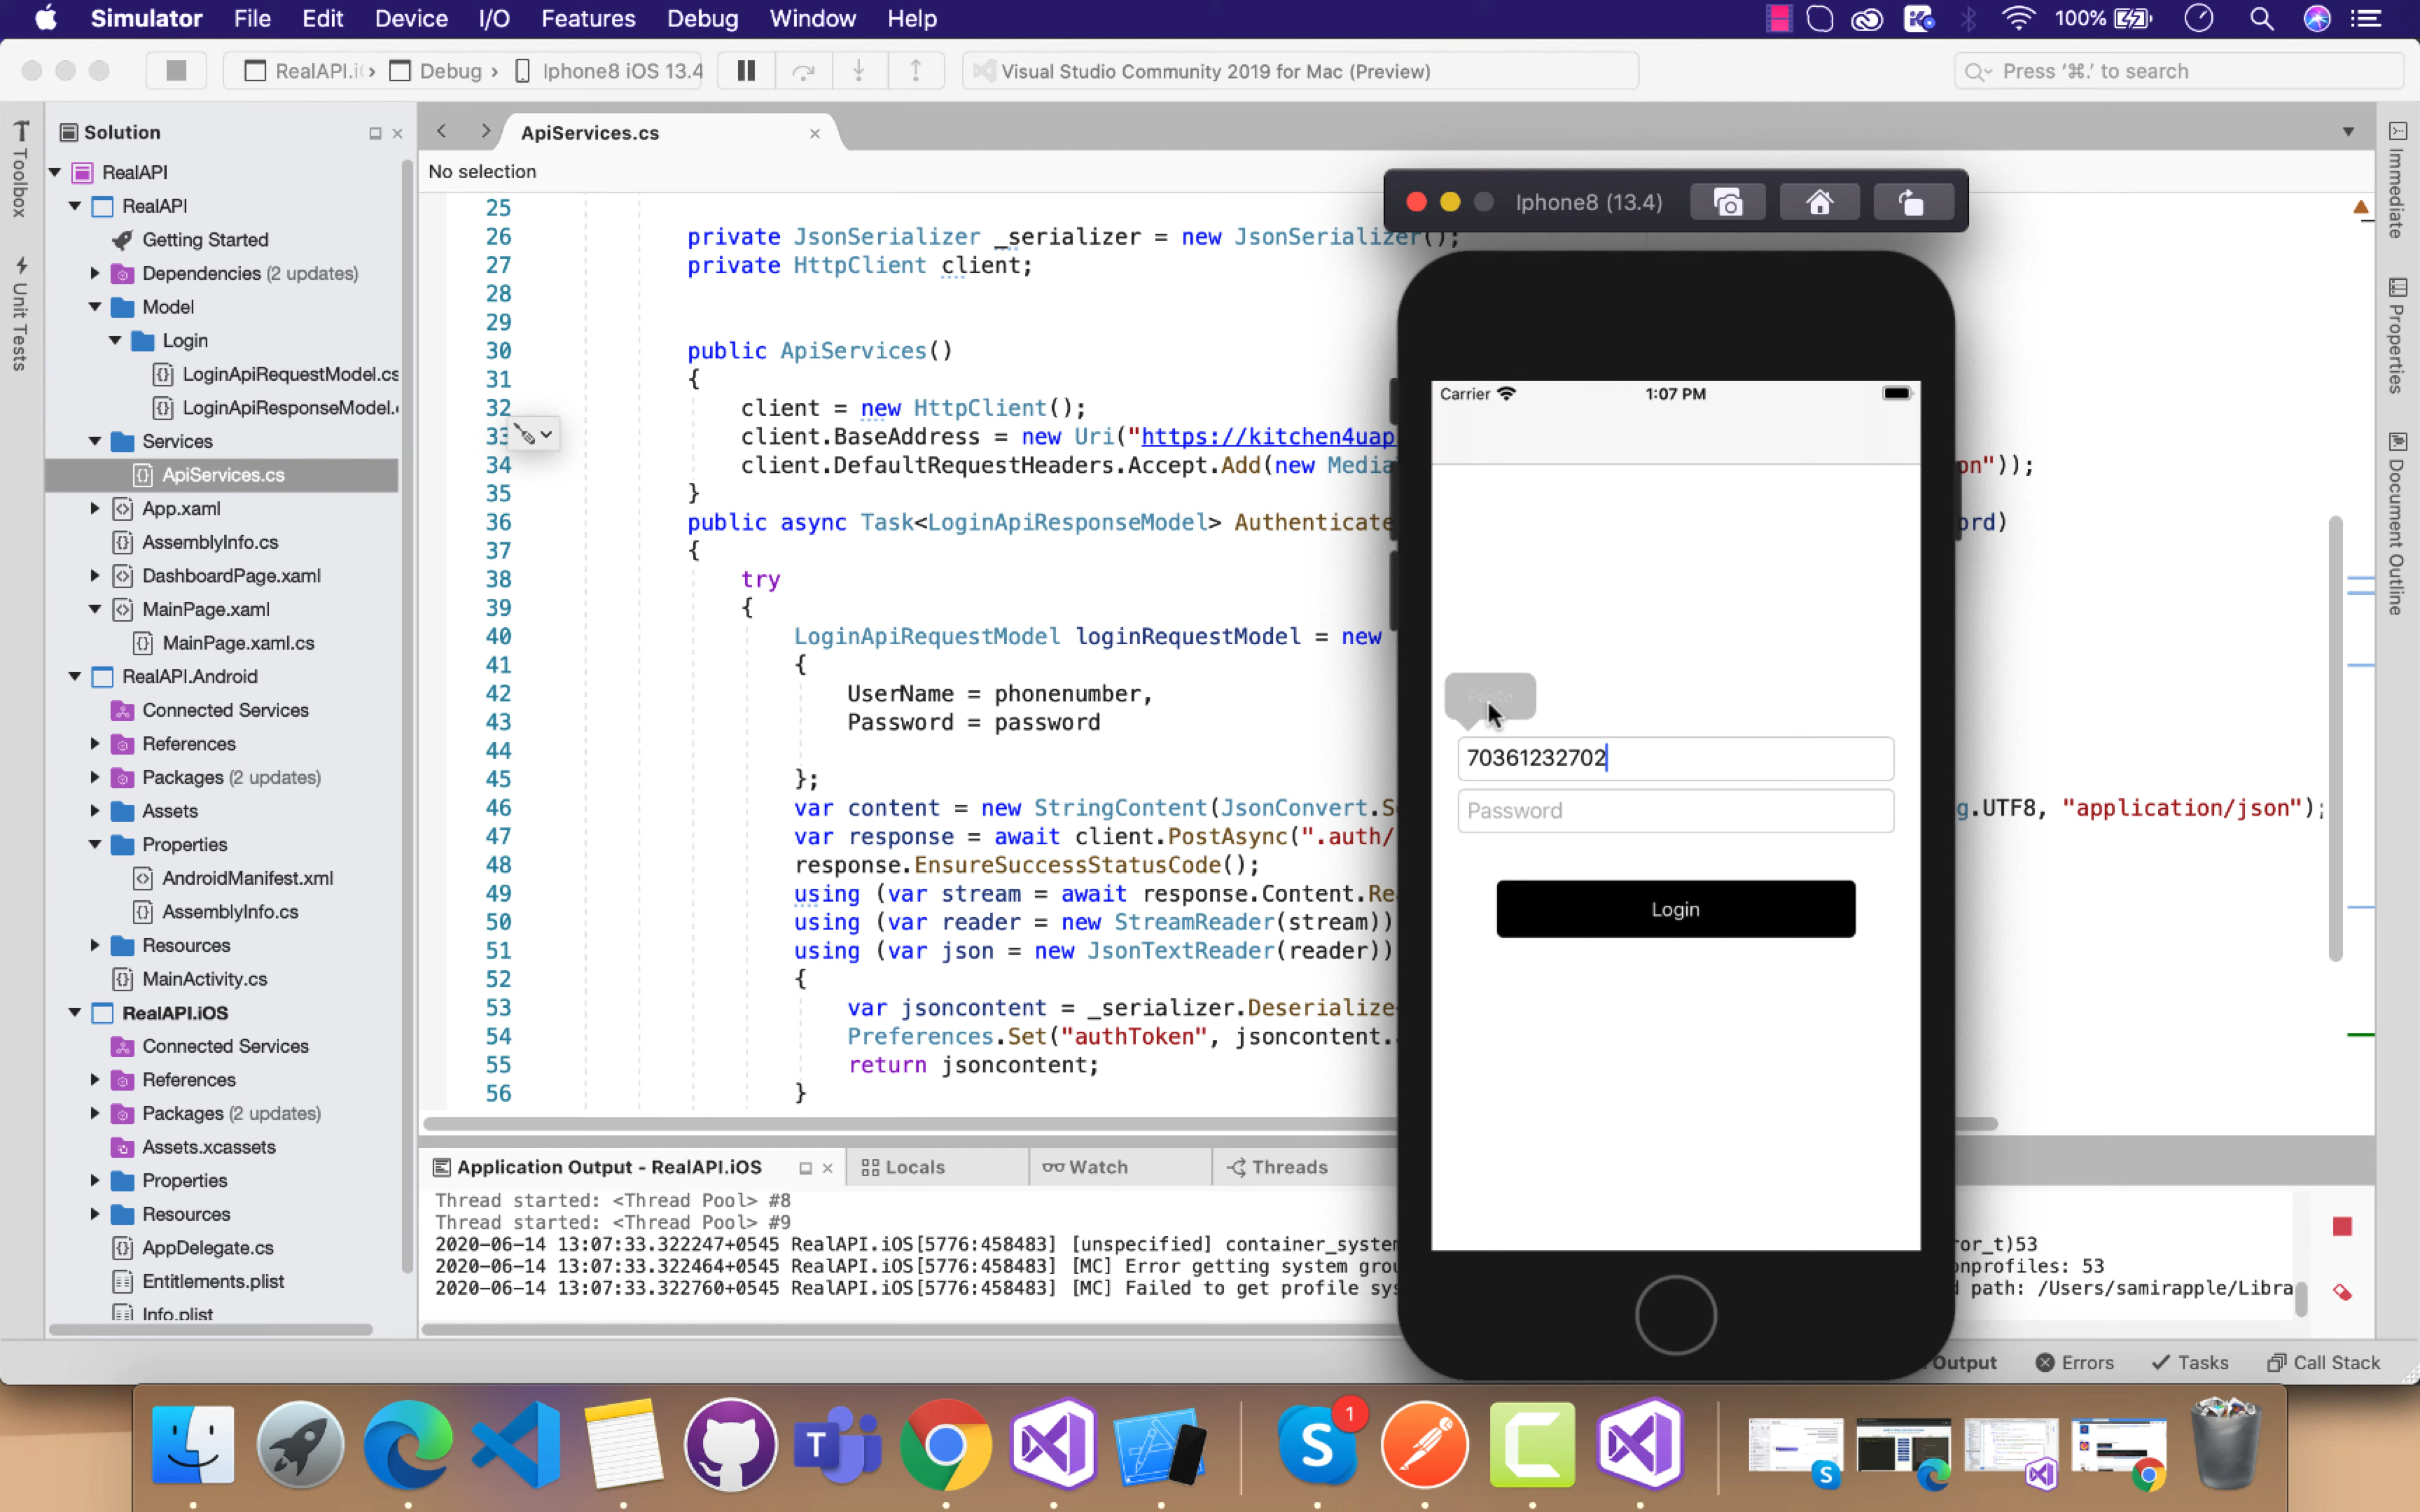 Simulator File Edit Device I/O Features Debug Window Help 100%
RealAPI.i Debug Iphone8 iOS 13.4 Visual Studio Community 2019 for Mac (Preview) Press '⌘.' to search
Toolbox
Unit Tests
Solution
RealAPI
RealAPI
Getting Started
Dependencies (2 updates)
Model
Login
LoginApiRequestModel.cs
LoginApiResponseModel.
Services
ApiServices.cs
App.xaml
AssemblyInfo.cs
DashboardPage.xaml
MainPage.xaml
MainPage.xaml.cs
RealAPI.Android
Connected Services
References
Packages (2 updates)
Assets
Properties
AndroidManifest.xml
AssemblyInfo.cs
Resources
MainActivity.cs
RealAPI.iOS
Connected Services
References
Packages (2 updates)
Assets.xcassets
Properties
Resources
AppDelegate.cs
Entitlements.plist
Info.plist
ApiServices.cs
No selection
25
26 private JsonSerializer _serializer = new JsonSerializer();
27 private HttpClient client;
28
29
30 public ApiServices()
31 {
32 client = new HttpClient();
33 client.BaseAddress = new Uri("https://kitchen4uap
34 client.DefaultRequestHeaders.Accept.Add(new Media on"));
35 }
36 public async Task<LoginApiResponseModel> Authenticate ord)
37 {
38 try
39 {
40 LoginApiRequestModel loginRequestModel = new
41 {
42 UserName = phonenumber,
43 Password = password
44
45 };
46 var content = new StringContent(JsonConvert.S g.UTF8, "application/json");
47 var response = await client.PostAsync(".auth/
48 response.EnsureSuccessStatusCode();
49 using (var stream = await response.Content.Re
50 using (var reader = new StreamReader(stream))
51 using (var json = new JsonTextReader(reader))
52 {
53 var jsoncontent = _serializer.Deserialize
54 Preferences.Set("authToken", jsoncontent.
55 return jsoncontent;
56 }
Iphone8 (13.4)
Carrier 1:07 PM
Paste
70361232702
Password
Login
Application Output - RealAPI.iOS Locals Watch Threads
Thread started: <Thread Pool> #8
Thread started: <Thread Pool> #9
2020-06-14 13:07:33.322247+0545 RealAPI.iOS[5776:458483] [unspecified] container_system ror_t)53
2020-06-14 13:07:33.322464+0545 RealAPI.iOS[5776:458483] [MC] Error getting system grou onprofiles: 53
2020-06-14 13:07:33.322760+0545 RealAPI.iOS[5776:458483] [MC] Failed to get profile sys path: /Users/samirapple/Libra
Output Errors Tasks Call Stack
Immediate
Properties
Document Outline
1